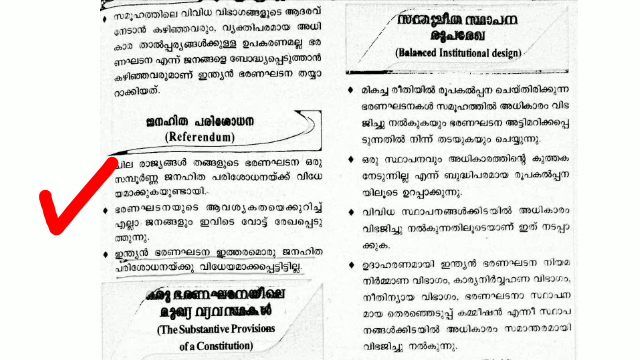 സമൂഹത്തിലെ വിവിധ വിഭാഗങ്ങളുടെ ആദരവ്
നേടാൻ കഴിഞ്ഞവരും, വ്യക്തിപരമായ അധി
കാര താൽപ്പര്യങ്ങൾക്കുള്ള ഉപകരണമല്ല ഭര
ണഘടന എന്ന് ജനങ്ങളെ ബോദ്ധ്യപ്പെടുത്താൻ
കഴിഞ്ഞവരുമാണ് ഇന്ത്യൻ ഭരണഘടന തയ്യാ
റാക്കിയത്.
ജനഹിത പരിശോധന
(Referendum)
ചില രാജ്യങ്ങൾ തങ്ങളുടെ ഭരണഘടന ഒരു
സമ്പൂർണ്ണ ജനഹിത പരിശോധനയ്ക്ക് വിധേ
യമാക്കുകയുണ്ടായി.
ഭരണഘടനയുടെ ആവശ്യകതയെക്കുറിച്ച്
എല്ലാ ജനങ്ങളും ഇവിടെ വോട്ട് രേഖപ്പെടു
ത്തുന്നു.
ഇന്ത്യൻ ഭരണഘടന ഇത്തരമൊരു ജനഹിത
പരിശോധനയ്ക്കു വിധേയമാക്കപ്പെട്ടിട്ടില്ല.
ഒരു ഭരണഘടനയിലെ
മുഖ്യ വ്യവസ്ഥകൾ
(The Substantive Provisions
of a Constitution)
സന്തുലിത സ്ഥാപന
രൂപരേഖ
(Balanced Institutional design)
മികച്ച രീതിയിൽ രൂപകൽപ്പന ചെയ്തിരിക്കുന്ന
ഭരണഘടനകൾ സമൂഹത്തിൽ അധികാരം വിഭ
ജിച്ചു നൽകുകയും ഭരണഘടന അട്ടിമറിക്കപ്പെ
ടുന്നതിൽ നിന്ന് തടയുകയും ചെയ്യുന്നു.
ഒരു സ്ഥാപനവും അധികാരത്തിന്റെ കുത്തക
നേടുന്നില്ല എന്ന് ബുദ്ധിപരമായ രൂപകൽപ്പന
യിലൂടെ ഉറപ്പാക്കുന്നു.
വിവിധ സ്ഥാപനങ്ങൾക്കിടയിൽ അധികാരം
വിഭജിച്ചു നൽകുന്നതിലൂടെയാണ് ഇത് നടപ്പാ
ക്കുക.
ഉദാഹരണമായി ഇന്ത്യൻ ഭരണഘടന നിയമ
നിർമ്മാണ വിഭാഗം, കാര്യനിർവ്വഹണ വിഭാഗം,
നീതിന്യായ വിഭാഗം, ഭരണഘടനാ സ്ഥാപന
മായ തെരഞ്ഞെടുപ്പ് കമ്മീഷൻ എന്നീ സ്ഥാപ
നങ്ങൾക്കിടയിൽ അധികാരം സമാന്തരമായി
വിഭജിച്ചു നൽകുന്നു.